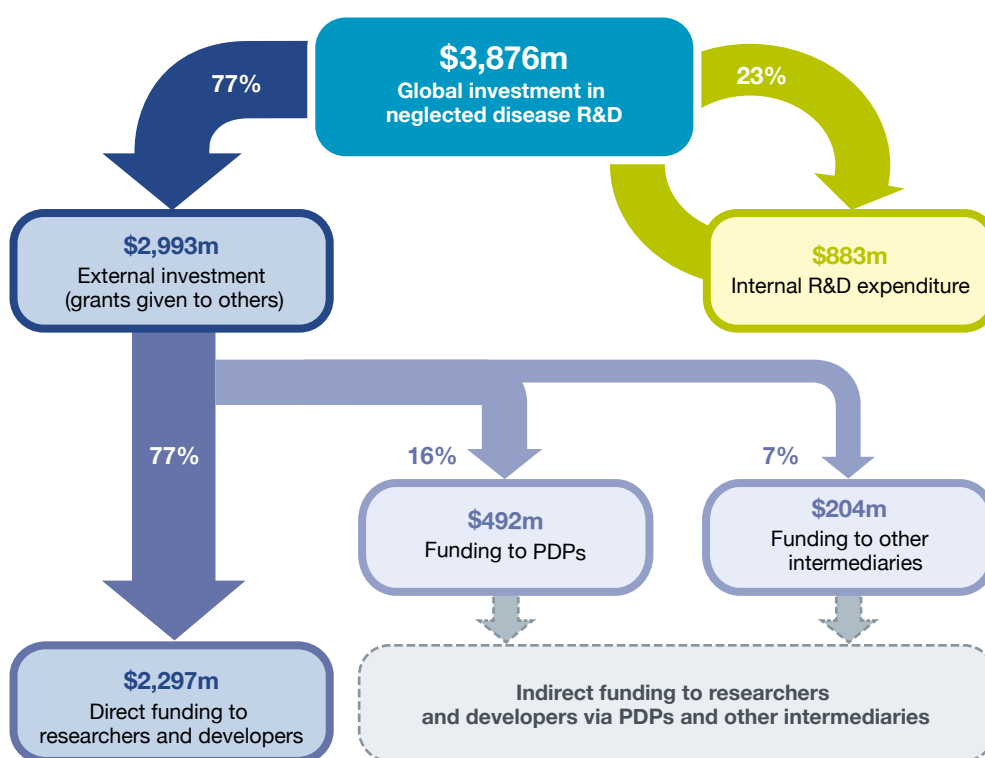 $3,876m
Global investment in
neglected disease R&D
77%
23%
$2,993m
External investment
(grants given to others)
$883m
Internal R&D expenditure
77%
16%
7%
$492m
Funding to PDPs
$204m
Funding to other
intermediaries
$2,297m
Direct funding to
researchers and developers
Indirect funding to researchers
and developers via PDPs and other intermediaries